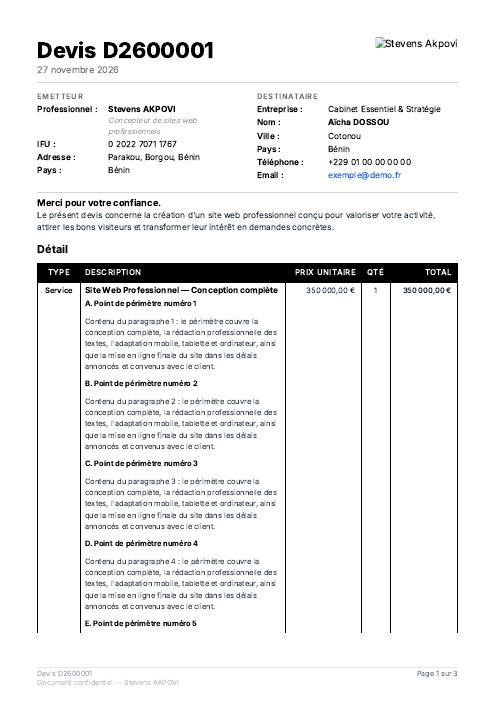 Devis D2600001
Stevens Akpovi
27 novembre 2026
EMETTEUR
Professionnel : Stevens AKPOVI
Concepteur de sites web
professionnels
IFU : 0 2022 7071 1767
Adresse : Parakou, Borgou, Bénin
Pays : Bénin
DESTINATAIRE
Entreprise : Cabinet Essentiel & Stratégie
Nom : Aïcha DOSSOU
Ville : Cotonou
Pays : Bénin
Téléphone : +229 01 00 00 00 00
Email : exemple@demo.fr
Merci pour votre confiance.
Le présent devis concerne la création d'un site web professionnel conçu pour valoriser votre activité,
attirer les bons visiteurs et transformer leur intérêt en demandes concrètes.
Détail
TYPE DESCRIPTION PRIX UNITAIRE QTÉ TOTAL
Service Site Web Professionnel — Conception complète 350 000,00 € 1 350 000,00 €
A. Point de périmètre numéro 1
Contenu du paragraphe 1 : le périmètre couvre la
conception complète, la rédaction professionnelle des
textes, l'adaptation mobile, tablette et ordinateur, ainsi
que la mise en ligne finale du site dans les délais
annoncés et convenus avec le client.
B. Point de périmètre numéro 2
Contenu du paragraphe 2 : le périmètre couvre la
conception complète, la rédaction professionnelle des
textes, l'adaptation mobile, tablette et ordinateur, ainsi
que la mise en ligne finale du site dans les délais
annoncés et convenus avec le client.
C. Point de périmètre numéro 3
Contenu du paragraphe 3 : le périmètre couvre la
conception complète, la rédaction professionnelle des
textes, l'adaptation mobile, tablette et ordinateur, ainsi
que la mise en ligne finale du site dans les délais
annoncés et convenus avec le client.
D. Point de périmètre numéro 4
Contenu du paragraphe 4 : le périmètre couvre la
conception complète, la rédaction professionnelle des
textes, l'adaptation mobile, tablette et ordinateur, ainsi
que la mise en ligne finale du site dans les délais
annoncés et convenus avec le client.
E. Point de périmètre numéro 5
Devis D2600001
Document confidentiel — Stevens AKPOVI
Page 1 sur 3